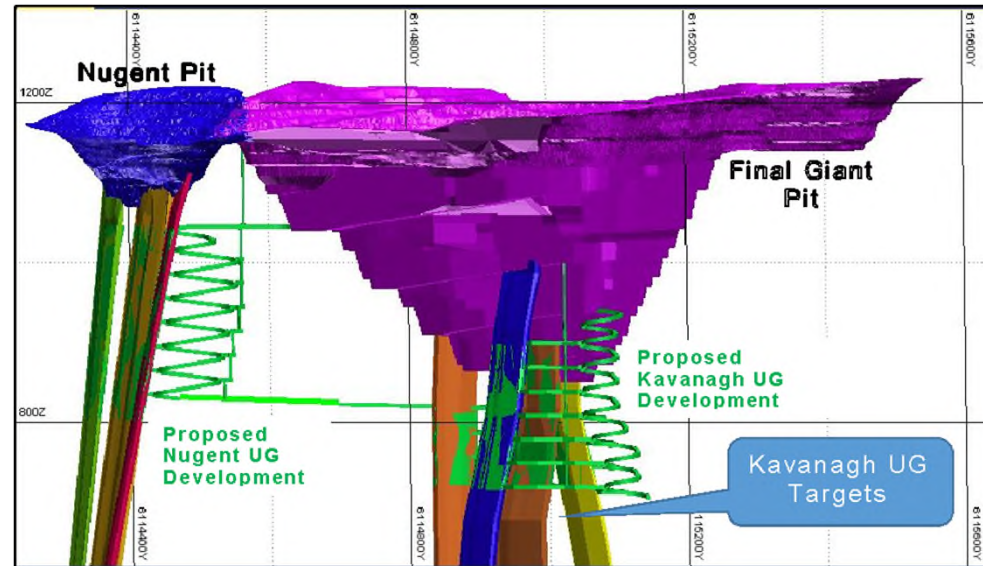 6114400Y
6114800Y
6115200Y
6115600Y
Nugent Pit
1200Z
Final Giant
Pit
Proposed
Kavanagh UG
Development
800Z
Proposed
Nugent UG
Development
Kavanagh UG
Targets
6114400Y
6114800Y
6115200Y
6115600Y